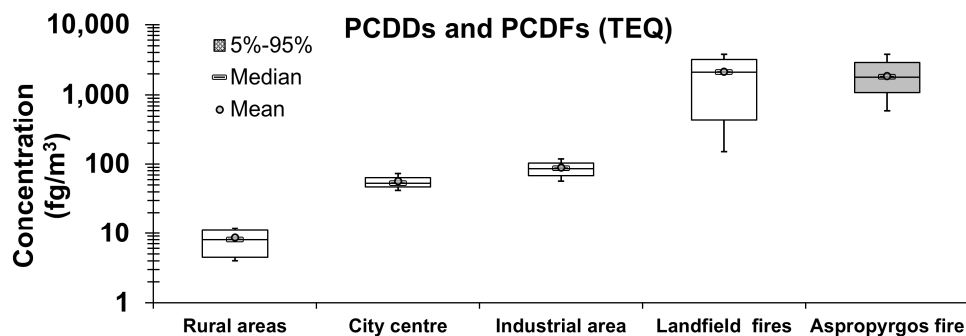 PCDDs and PCDFs (TEQ)
5%-95%
Median
Mean
Concentration
(fg/m³)
10,000
1,000
100
10
1
Rural areas
City centre
Industrial area
Landfield fires
Aspropyrgos fire